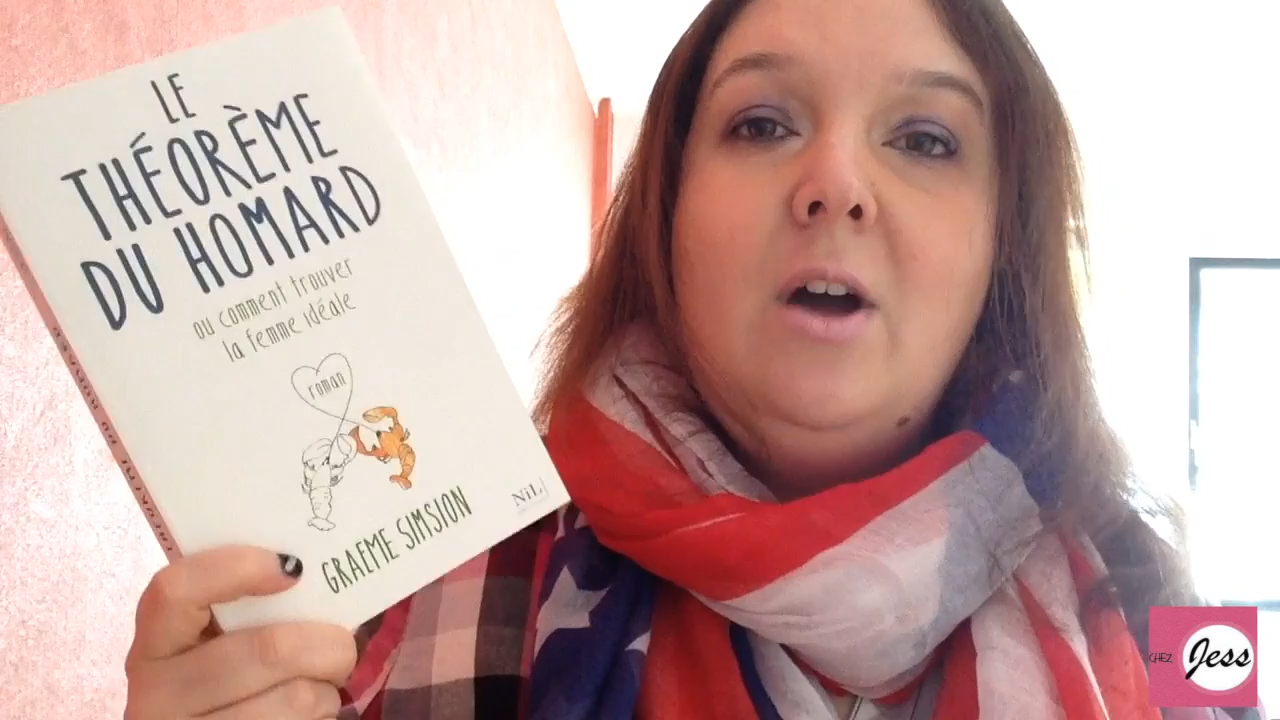 LE
THÉORÈME
DU HOMARD
ou comment trouver
la femme idéale
roman
GRAEME SIMSION
NiL
CHEZ Jess